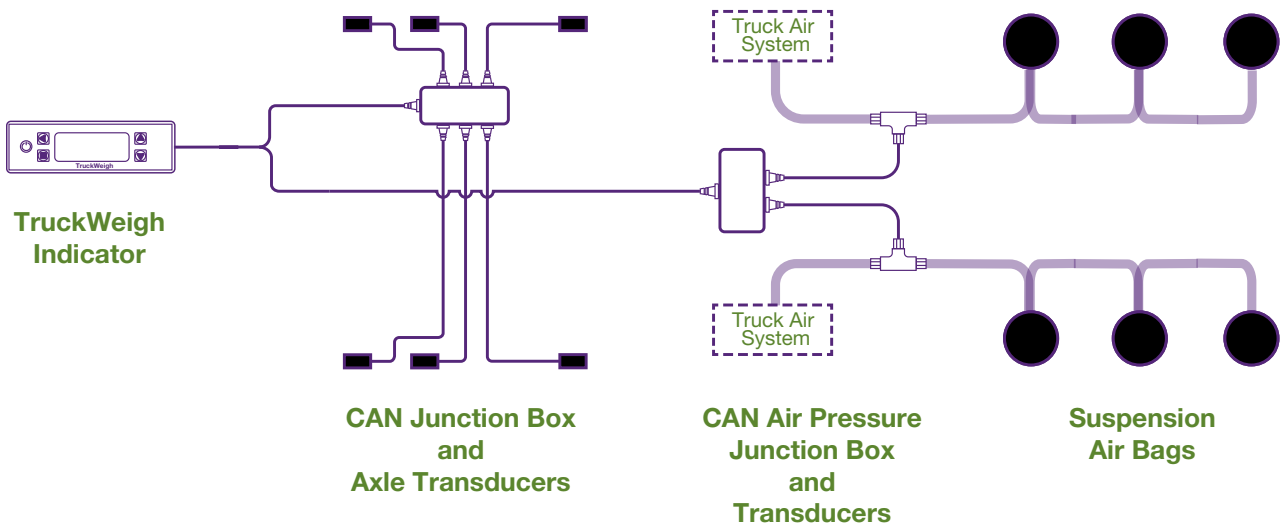 Truck Air
System
TruckWeigh
TruckWeigh
Indicator
Truck Air
System
CAN Junction Box
and
Axle Transducers
CAN Air Pressure
Junction Box
and
Transducers
Suspension
Air Bags